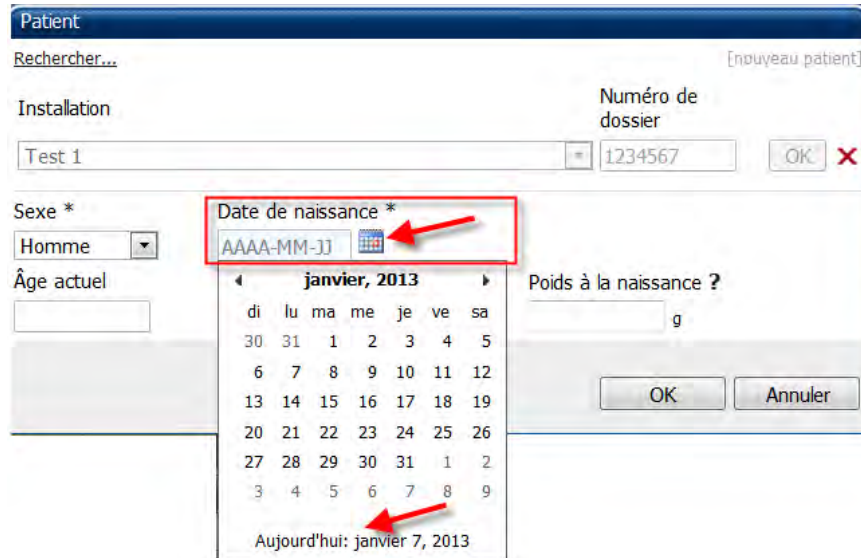 Patient
Rechercher... [nouveau patient]
Installation Numéro de dossier
Test 1 1234567 OK
Sexe * Date de naissance *
Homme AAAA-MM-JJ
Âge actuel Poids à la naissance ?
g
janvier, 2013
di lu ma me je ve sa
30 31 1 2 3 4 5
6 7 8 9 10 11 12
13 14 15 16 17 18 19
20 21 22 23 24 25 26
27 28 29 30 31 1 2
3 4 5 6 7 8 9
Aujourd'hui: janvier 7, 2013
OK Annuler